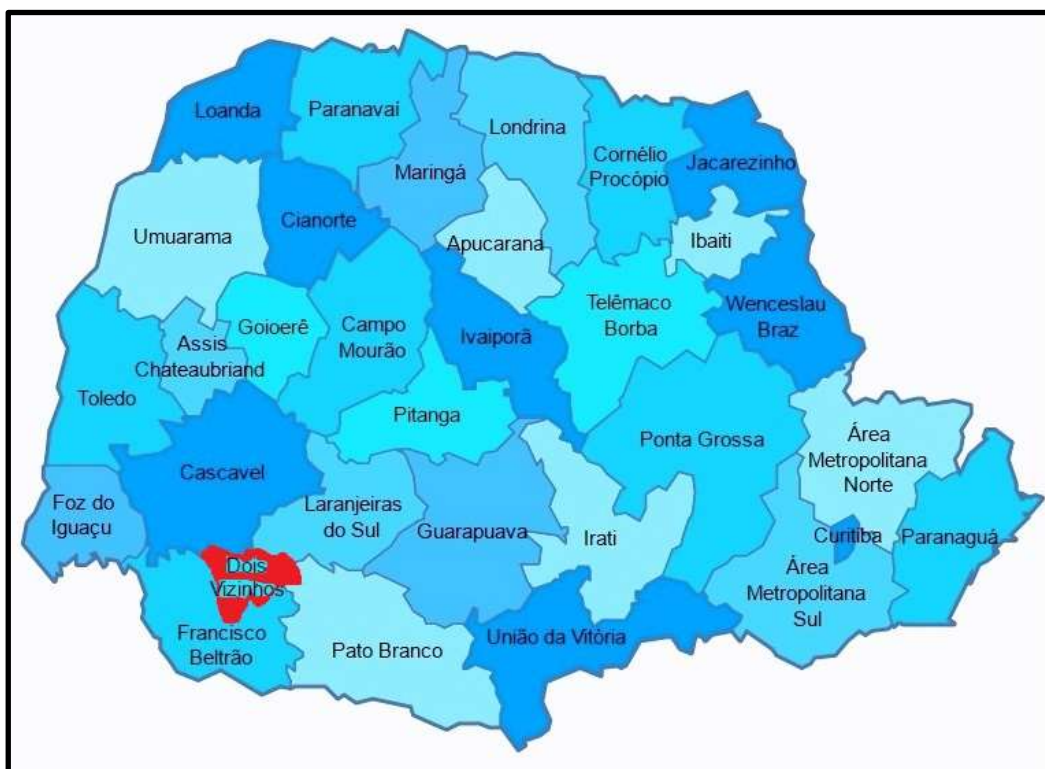 Loanda
Paranavaí
Londrina
Maringá
Cornélio
Procópio
Jacarezinho
Umuarama
Cianorte
Apucarana
Ibaiti
Goioerê
Campo
Mourão
Ivaiporã
Telêmaco
Borba
Wenceslau
Braz
Assis
Chateaubriand
Toledo
Pitanga
Ponta Grossa
Área
Metropolitana
Norte
Cascavel
Foz do
Iguaçu
Laranjeiras
do Sul
Guarapuava
Irati
Curitiba
Paranaguá
Dois
Vizinhos
Área
Metropolitana
Sul
Francisco
Beltrão
Pato Branco
União da Vitória